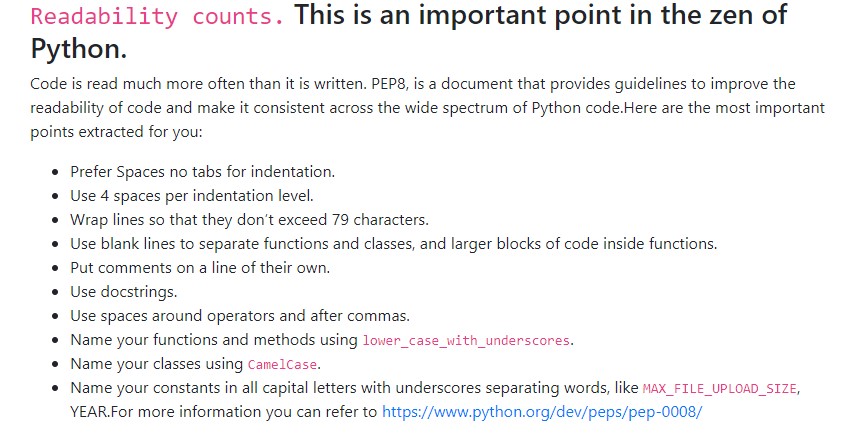 Readability counts. This is an important point in the zen of
Python.
Code is read much more often than it is written. PEP8, is a document that provides guidelines to improve the
readability of code and make it consistent across the wide spectrum of Python code.Here are the most important
points extracted for you:
• Prefer Spaces no tabs for indentation.
• Use 4 spaces per indentation level.
• Wrap lines so that they don't exceed 79 characters.
• Use blank lines to separate functions and classes, and larger blocks of code inside functions.
• Put comments on a line of their own.
• Use docstrings.
• Use spaces around operators and after commas.
• Name your functions and methods using lower_case_with_underscores.
• Name your classes using CamelCase.
• Name your constants in all capital letters with underscores separating words, like MAX_FILE_UPLOAD_SIZE,
YEAR.For more information you can refer to https://www.python.org/dev/peps/pep-0008/